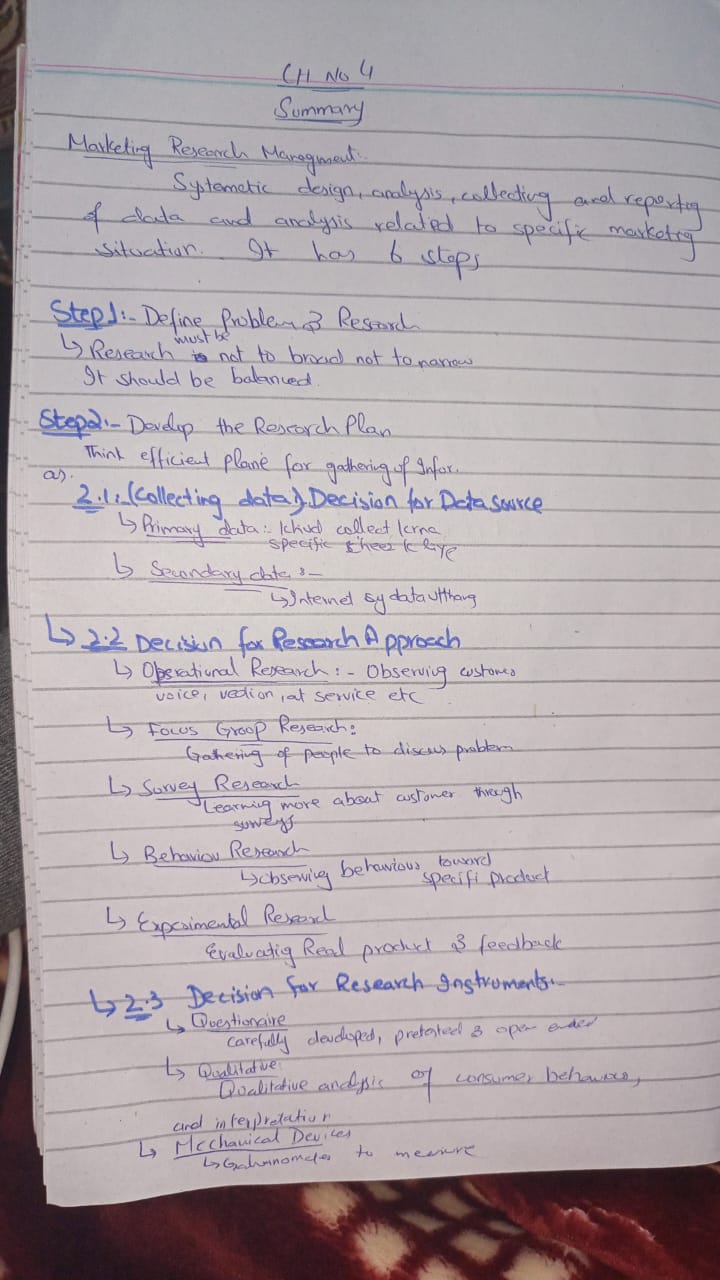 CH No 4
Summary
Marketing Research Managment:
Systematic design, analysis, collecting and reporting
of data and analysis related to specific marketing
situation. It has 6 steps
Step 1:- Define Problem & Research
↳ Research must be not to broad not to narrow
It should be balanced.
Step 2:- Develop the Research Plan
Think efficient plane for gathering of Infor.
as.
2.1:(Collecting data) Decision for Data Source
↳ Primary data: Khud collect krna
specific cheez k liye
↳ Secondary data:-
↳ Internet sy data uthana
↳ 2.2 Decision for Research Approach
↳ Research:- Observing customer
voice, at service etc
↳ Focus Group Research:
Gathering of people to discuss problem
↳ Survey Research
Learning more about customer through
surveys
↳ Behaviour Research
↳ observing behaviour toward
specifi product
↳ Experimental Research
Evaluatig Real product & feedback
↳ 2.3 Decision for Research Instruments:-
↳ Questionaire
carefully developed, pretested & open ended
↳ Qualitative:
Qualitative analysis of consumer behaviour,
and interpretation
↳ Mechanical Devices
↳ Galvanometer to measure